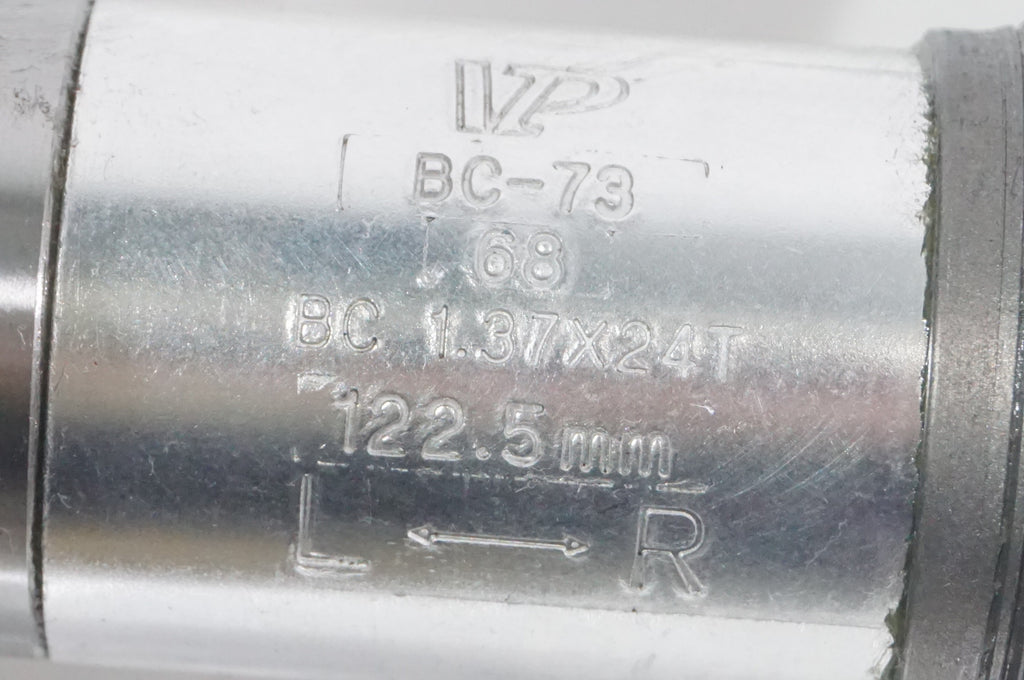 VP
BC-73
68
BC 1.37X24T
122.5mm
L ↔ R